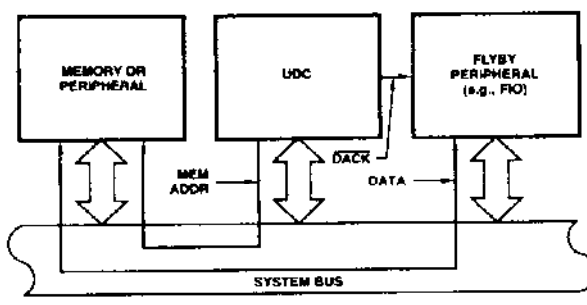 MEMORY OR
PERIPHERAL
UDC
FLYBY
PERIPHERAL
(e.g., FIO)
DACK
MEM
ADDR
DATA
SYSTEM BUS